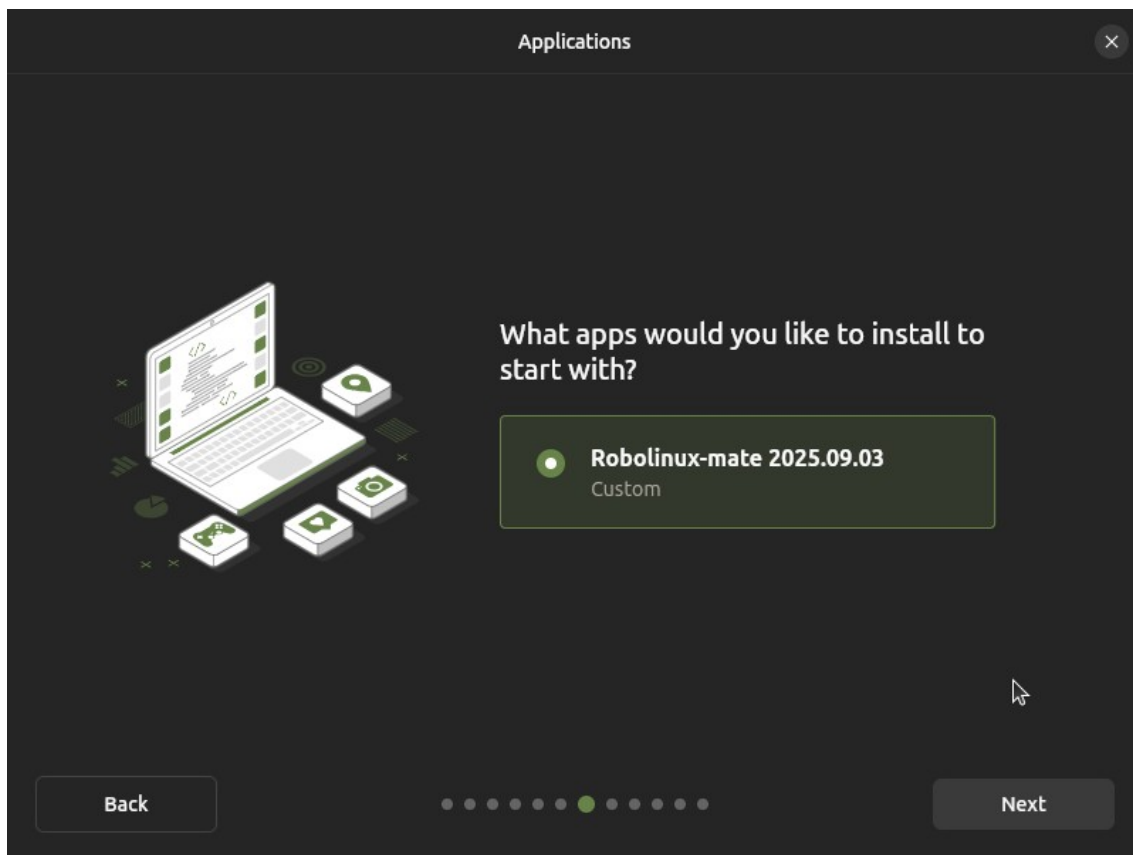 Applications
What apps would you like to install to
start with?
Robolinux-mate 2025.09.03
Custom
Back
Next